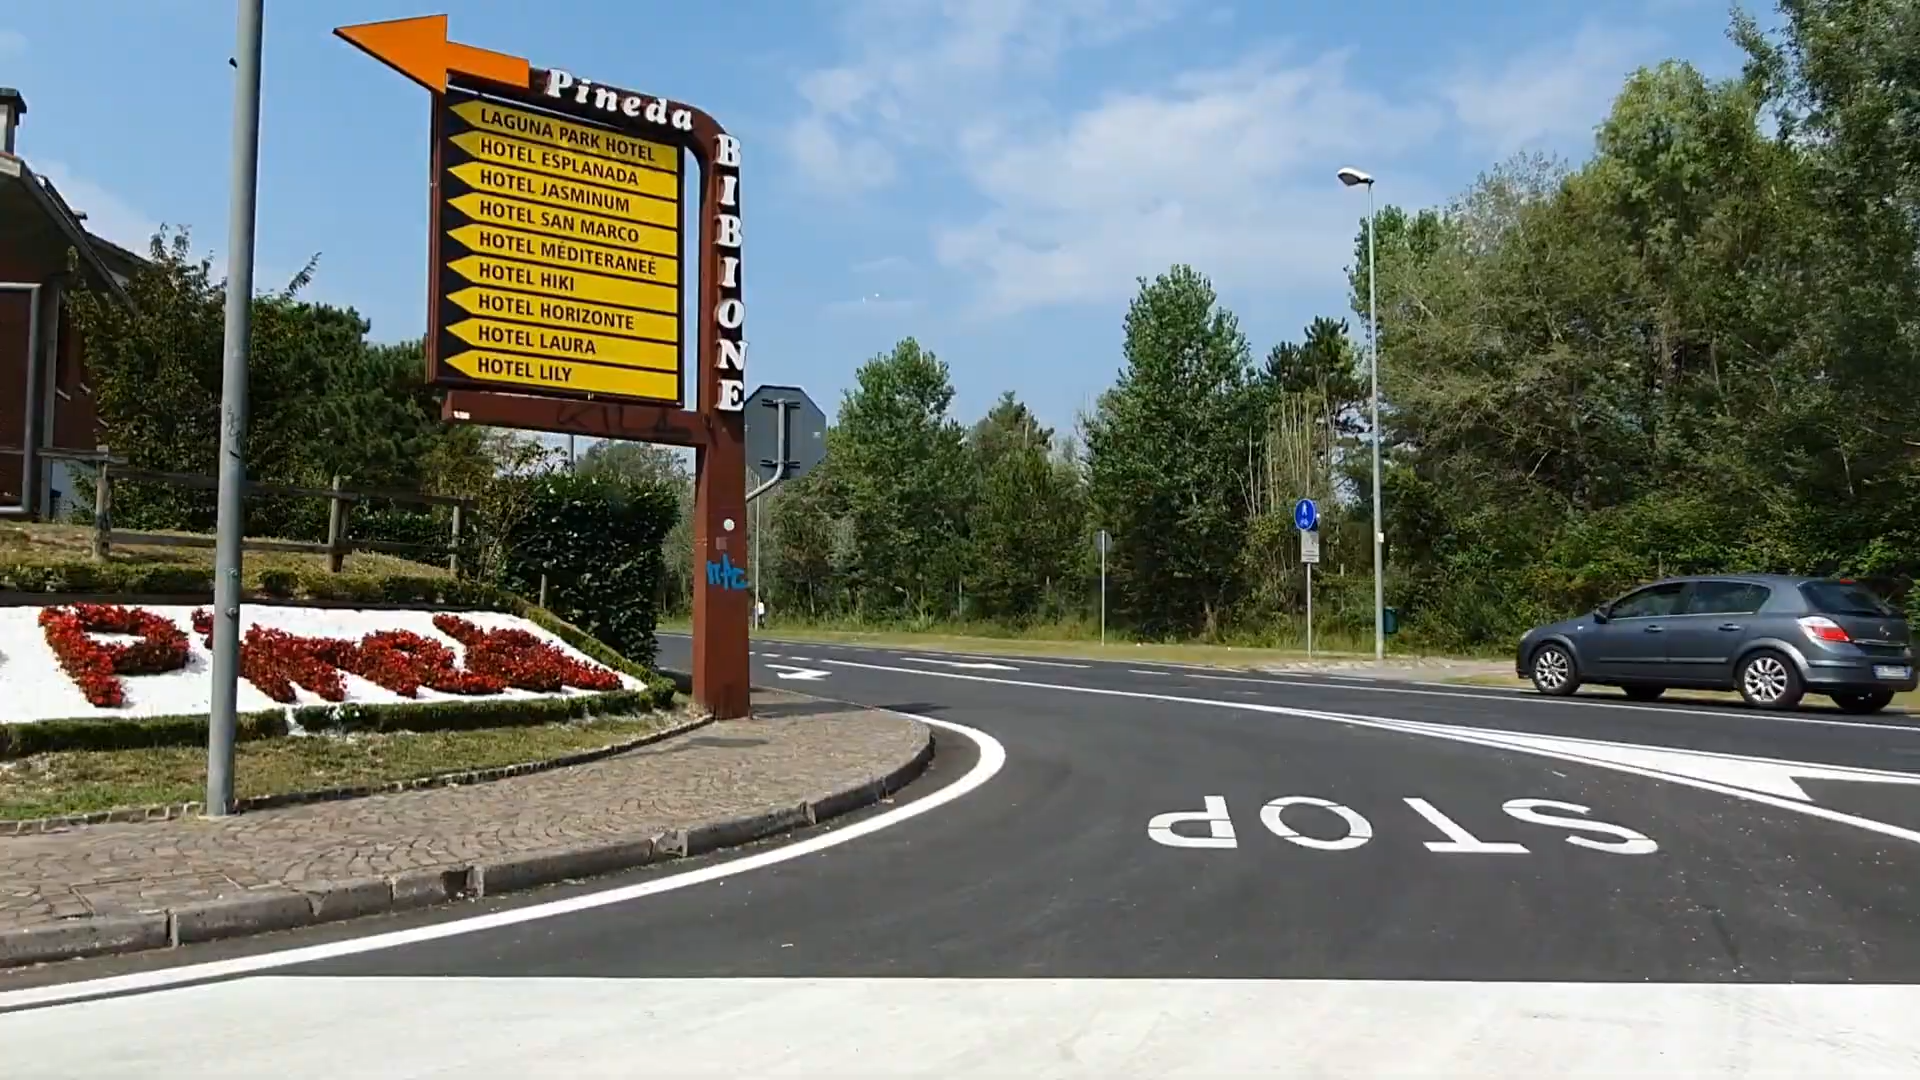 Pineda
BIBIONE
LAGUNA PARK HOTEL
HOTEL ESPLANADA
HOTEL JASMINUM
HOTEL SAN MARCO
HOTEL MÉDITERANEÉ
HOTEL HIKI
HOTEL HORIZONTE
HOTEL LAURA
HOTEL LILY
STOP